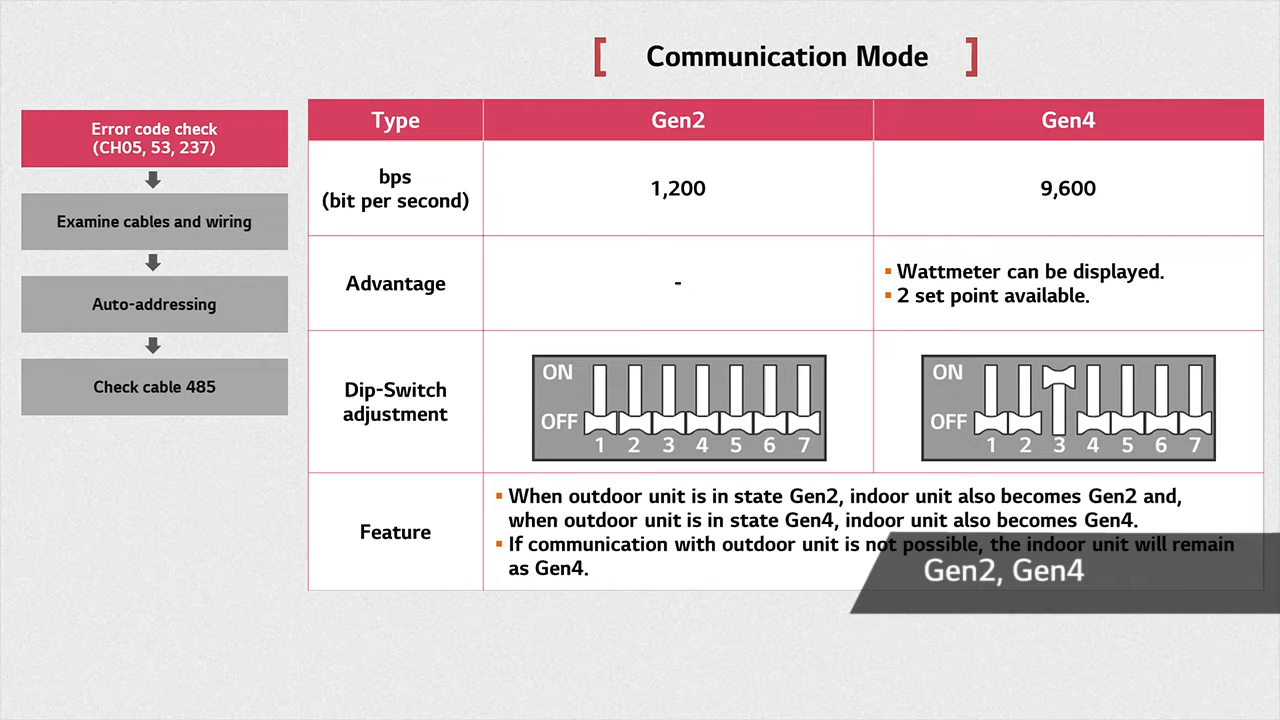 [ Communication Mode ]
Error code check
(CH05, 53, 237)
Examine cables and wiring
Auto-addressing
Check cable 485
Type
Gen2
Gen4
bps
(bit per second)
1,200
9,600
Advantage
-
▪ Wattmeter can be displayed.
▪ 2 set point available.
Dip-Switch
adjustment
ON
OFF
1 2 3 4 5 6 7
ON
OFF
1 2 3 4 5 6 7
Feature
▪ When outdoor unit is in state Gen2, indoor unit also becomes Gen2 and,
when outdoor unit is in state Gen4, indoor unit also becomes Gen4.
▪ If communication with outdoor unit is not possible, the indoor unit will remain
as Gen4.
Gen2, Gen4